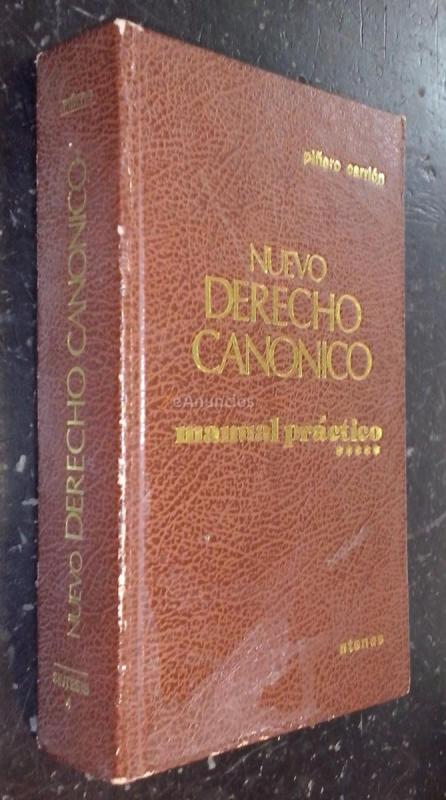 piñero carrión
NUEVO
DERECHO
CANONICO
manual práctico
atenas
eAnuncios
NUEVO DERECHO CANONICO